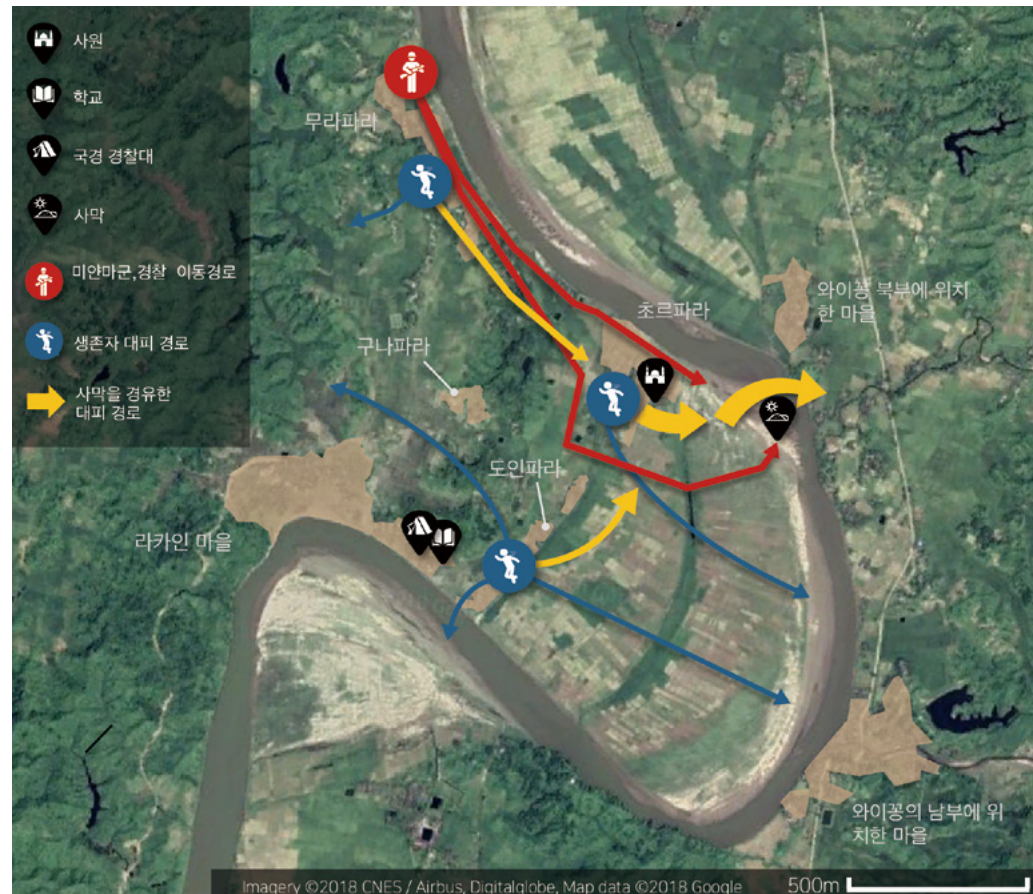 사원
학교
국경 경찰대
사막
미얀마군,경찰 이동경로
생존자 대피 경로
사막을 경유한
대피 경로
무라파라
초르파라
와이꽁 북부에 위치
한 마을
구나파라
도인파라
라카인 마을
와이꽁의 남부에 위
치한 마을
Imagery ©2018 CNES / Airbus, Digitalglobe, Map data ©2018 Google
500m